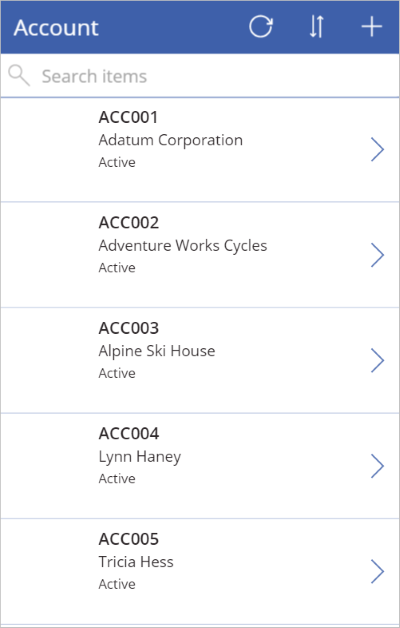 Account
Search items
ACC001
Adatum Corporation
Active
ACC002
Adventure Works Cycles
Active
ACC003
Alpine Ski House
Active
ACC004
Lynn Haney
Active
ACC005
Tricia Hess
Active